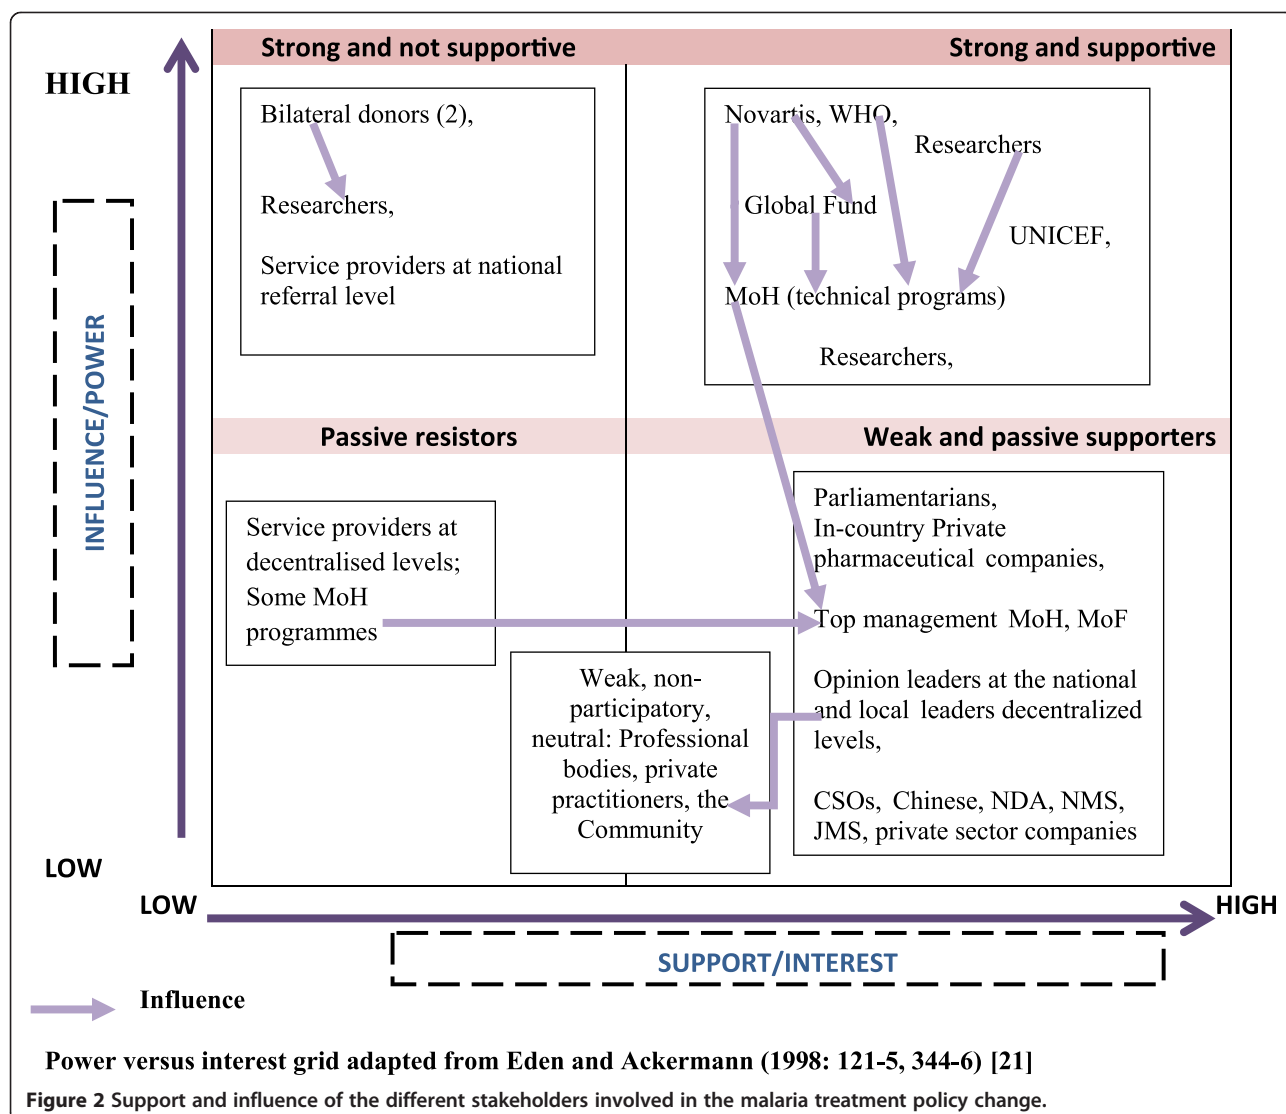 Strong and not supportive
Strong and supportive
HIGH
Bilateral donors (2),
Researchers,
Service providers at national
referral level
Novartis, WHO,
Researchers
Global Fund
UNICEF,
MoH (technical programs)
Researchers,
INFLUENCE/POWER
Passive resistors
Weak and passive supporters
Service providers at
decentralised levels;
Some MoH
programmes
Parliamentarians,
In-country Private
pharmaceutical companies,
Top management MoH, MoF
Opinion leaders at the national
and local leaders decentralized
levels,
CSOs, Chinese, NDA, NMS,
JMS, private sector companies
Weak, non-
participatory,
neutral: Professional
bodies, private
practitioners, the
Community
LOW
LOW
HIGH
SUPPORT/INTEREST
Influence
Power versus interest grid adapted from Eden and Ackermann (1998: 121-5, 344-6) [21]
Figure 2 Support and influence of the different stakeholders involved in the malaria treatment policy change.